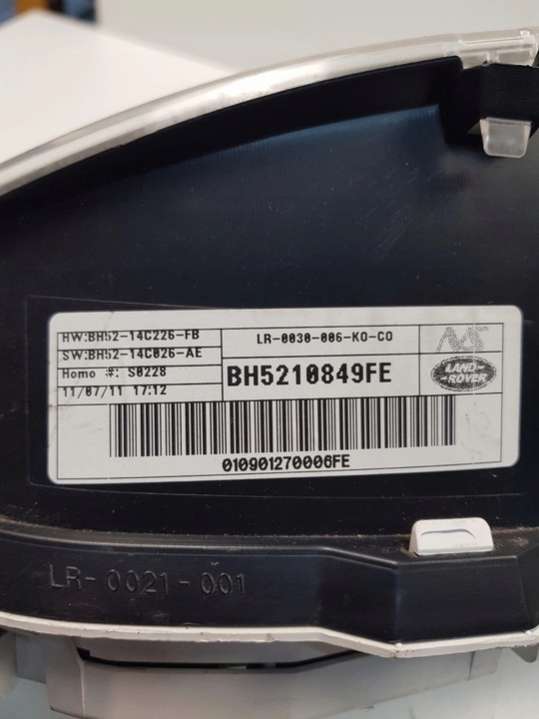 HW:BH52-14C226-FB
SW:BH52-14C026-AE
Homo #: S0228
11/07/11 17:12
LR-0030-006-KO-CO
BH5210849FE
LAND-
-ROVER
010901270006FE
LR-0021-001